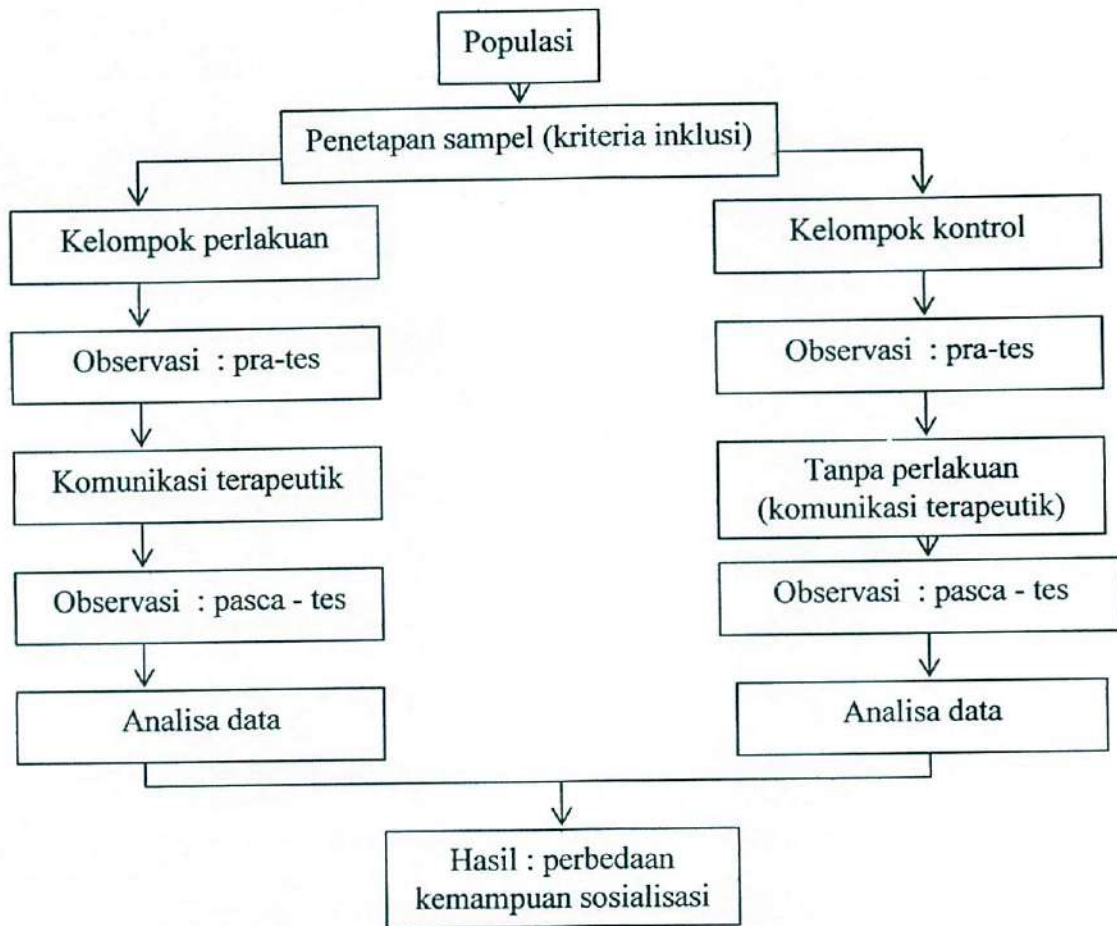 Populasi
Penetapan sampel (kriteria inklusi)
Kelompok perlakuan
Kelompok kontrol
Observasi : pra-tes
Observasi : pra-tes
Komunikasi terapeutik
Tanpa perlakuan
(komunikasi terapeutik)
Observasi : pasca - tes
Observasi : pasca - tes
Analisa data
Analisa data
Hasil : perbedaan
kemampuan sosialisasi